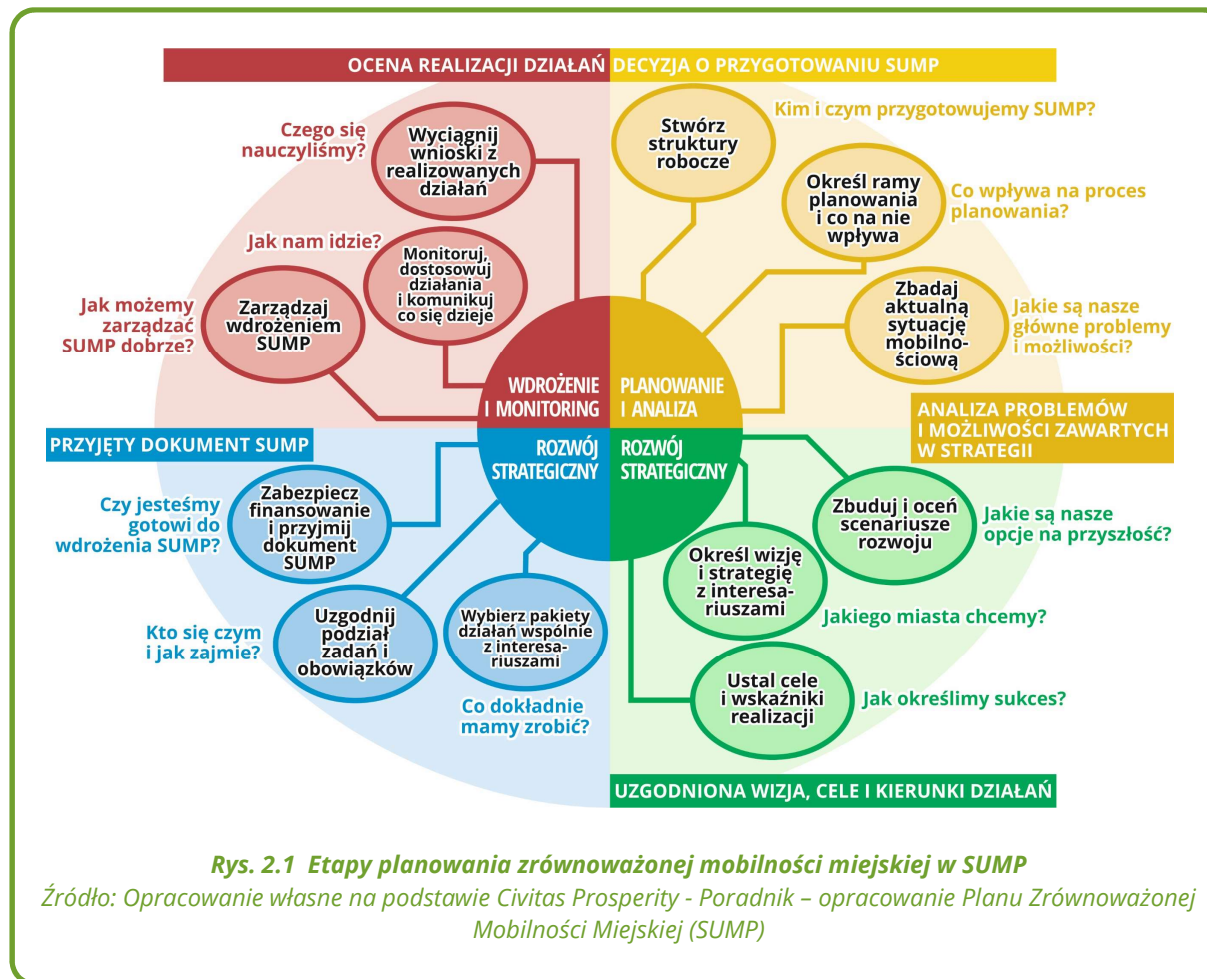 OCENA REALIZACJI DZIAŁAŃ
DECYZJA O PRZYGOTOWANIU SUMP
Czego się
nauczyliśmy?
Wyciągnij
wnioski z
realizowanych
działań
Jak nam idzie?
Monitoruj,
dostosowuj
działania
i komunikuj
co się dzieje
Jak możemy
zarządzać
SUMP dobrze?
Zarządzaj
wdrożeniem
SUMP
WDROŻENIE
I MONITORING
Stwórz
struktury
robocze
Kim i czym przygotowujemy SUMP?
Określ ramy
planowania
i co na nie
wpływa
Co wpływa na proces
planowania?
Zbadaj
aktualną
sytuację
mobilno-
ściową
Jakie są nasze
główne problemy
i możliwości?
PLANOWANIE
I ANALIZA
ANALIZA PROBLEMÓW
I MOŻLIWOŚCI ZAWARTYCH
W STRATEGII
ROZWÓJ
STRATEGICZNY
Zbuduj i oceń
scenariusze
rozwoju
Jakie są nasze
opcje na przyszłość?
Określ wizję
i strategię
z interesa-
riuszami
Jakiego miasta chcemy?
Ustal cele
i wskaźniki
realizacji
Jak określimy sukces?
UZGODNIONA WIZJA, CELE I KIERUNKI DZIAŁAŃ
PRZYJĘTY DOKUMENT SUMP
ROZWÓJ
STRATEGICZNY
Czy jesteśmy
gotowi do
wdrożenia SUMP?
Zabezpiecz
finansowanie
i przyjmij
dokument
SUMP
Kto się czym
i jak zajmie?
Uzgodnij
podział
zadań i
obowiązków
Wybierz pakiety
działań wspólnie
z interesa-
riuszami
Co dokładnie
mamy zrobić?
Rys. 2.1 Etapy planowania zrównoważonej mobilności miejskiej w SUMP
Źródło: Opracowanie własne na podstawie Civitas Prosperity - Poradnik – opracowanie Planu Zrównoważonej
Mobilności Miejskiej (SUMP)